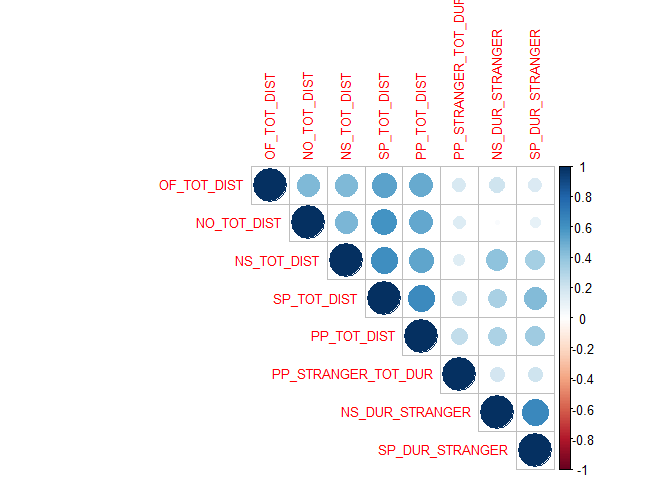 OF_TOT_DIST
NO_TOT_DIST
NS_TOT_DIST
SP_TOT_DIST
PP_TOT_DIST
PP_STRANGER_TOT_DUR
NS_DUR_STRANGER
SP_DUR_STRANGER
OF_TOT_DIST
NO_TOT_DIST
NS_TOT_DIST
SP_TOT_DIST
PP_TOT_DIST
PP_STRANGER_TOT_DUR
NS_DUR_STRANGER
SP_DUR_STRANGER
1
0.8
0.6
0.4
0.2
0
-0.2
-0.4
-0.6
-0.8
-1